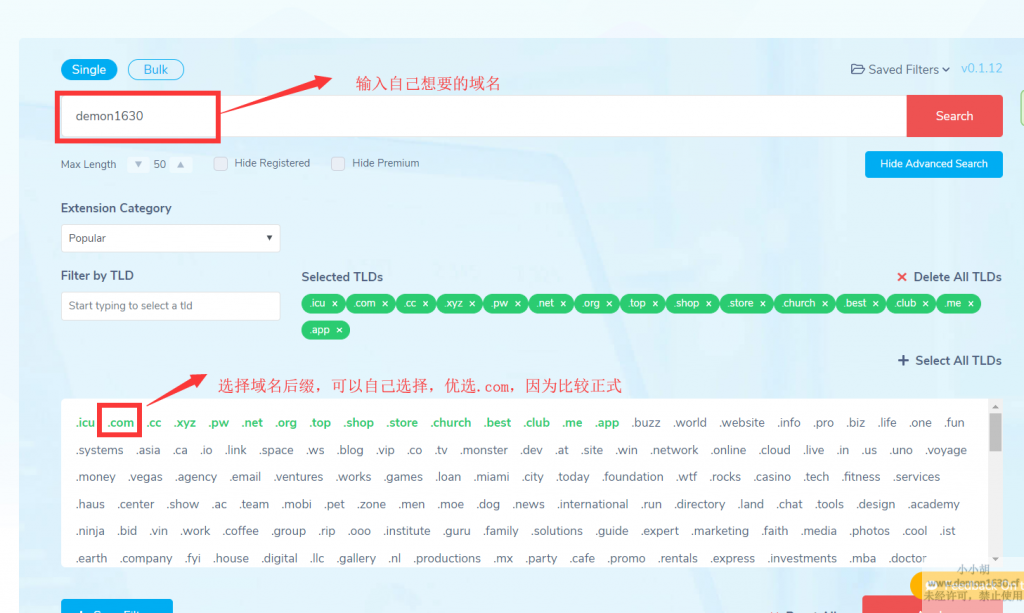 Single Bulk Saved Filters v0.1.12
输入自己想要的域名
demon1630 Search
Max Length 50 Hide Registered Hide Premium Hide Advanced Search
Extension Category
Popular
Filter by TLD Selected TLDs Delete All TLDs
Start typing to select a tld .icu × .com × .cc × .xyz × .pw × .net × .org × .top × .shop × .store × .church × .best × .club × .me ×
.app ×
Select All TLDs
选择域名后缀，可以自己选择，优选.com，因为比较正式
.icu .com .cc .xyz .pw .net .org .top .shop .store .church .best .club .me .app .buzz .world .website .info .pro .biz .life .one .fun
.systems .asia .ca .io .link .space .ws .blog .vip .co .tv .monster .dev .at .site .win .network .online .cloud .live .in .us .uno .voyage
.money .vegas .agency .email .ventures .works .games .loan .miami .city .today .foundation .wtf .rocks .casino .tech .fitness .services
.haus .center .show .ac .team .mobi .pet .zone .men .moe .dog .news .international .run .directory .land .chat .tools .design .academy
.ninja .bid .vin .work .coffee .group .rip .ooo .institute .guru .family .solutions .guide .expert .marketing .faith .media .photos .cool .ist
.earth .company .fyi .house .digital .llc .gallery .nl .productions .mx .party .cafe .promo .rentals .express .investments .mba .doctor
小小胡
www.demon1630.cf
未经许可，禁止使用